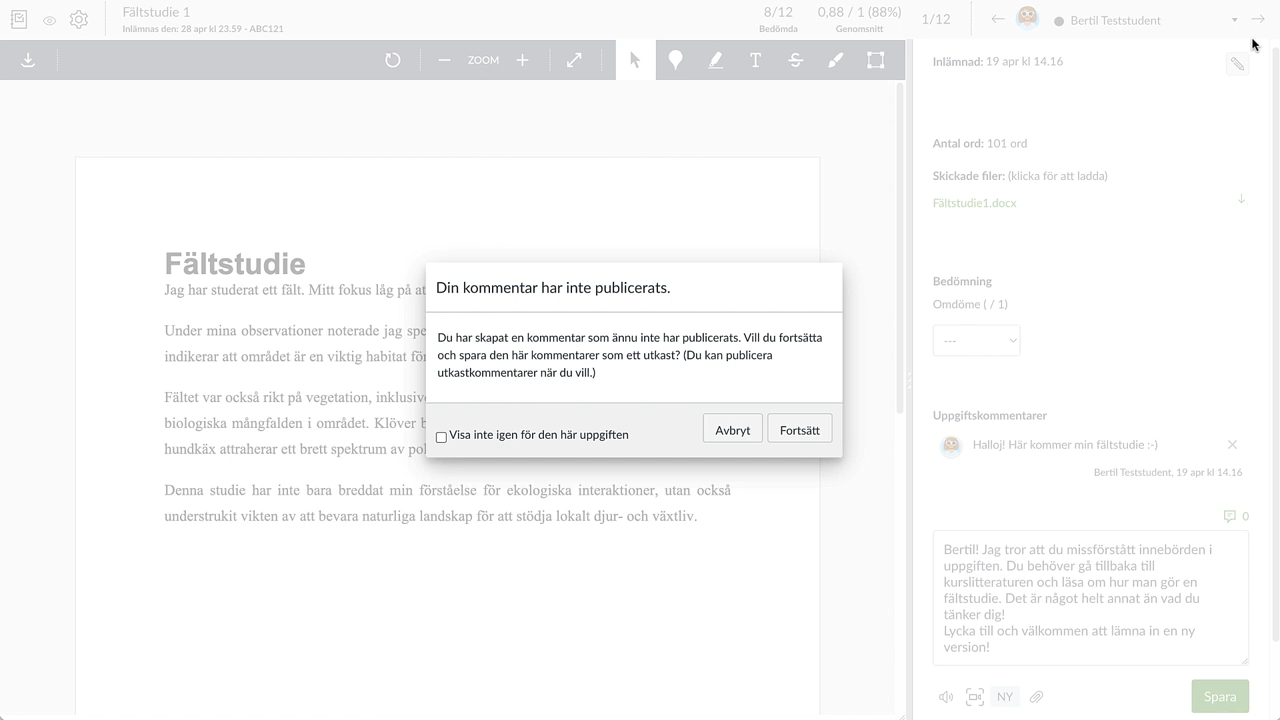 Fältstudie 1
Inlämnas den: 28 apr kl 23.59 - ABC121
8/12
Bedömda
0,88 / 1 (88%)
Genomsnitt
1/12
Bertil Teststudent
ZOOM
T
S
Inlämnad: 19 apr kl 14.16
Antal ord: 101 ord
Skickade filer: (klicka för att ladda)
Fältstudie1.docx
Bedömning
Omdöme ( / 1)
---
Uppgiftskommentarer
Halloj! Här kommer min fältstudie :-)
Bertil Teststudent, 19 apr kl 14.16
0
Bertil! Jag tror att du missförstått innebörden i
uppgiften. Du behöver gå tillbaka till
kurslitteraturen och läsa om hur man gör en
fältstudie. Det är något helt annat än vad du
tänker dig!
Lycka till och välkommen att lämna in en ny
version!
NY
Spara
Fältstudie
Jag har studerat ett fält. Mitt fokus låg på at
Under mina observationer noterade jag spe
indikerar att området är en viktig habitat för
Fältet var också rikt på vegetation, inklusive
biologiska mångfalden i området. Klöver b
hundkäx attraherar ett brett spektrum av pol
Denna studie har inte bara breddat min förståelse för ekologiska interaktioner, utan också
understrukit vikten av att bevara naturliga landskap för att stödja lokalt djur- och växtliv.
Din kommentar har inte publicerats.
Du har skapat en kommentar som ännu inte har publicerats. Vill du fortsätta
och spara den här kommentarer som ett utkast? (Du kan publicera
utkastkommentarer när du vill.)
Visa inte igen för den här uppgiften
Avbryt
Fortsätt